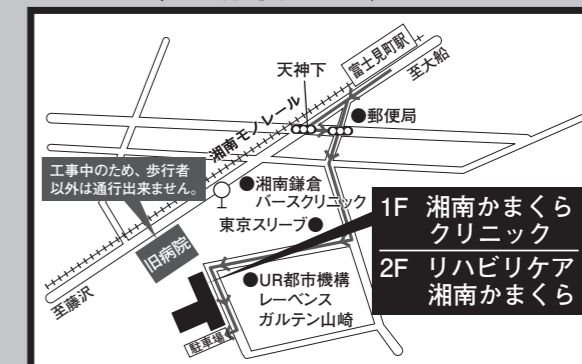 富士見町駅
至大船
天神下
●郵便局
湘南モノレール
工事中のため、歩行者
以外は通行出来ません。
●湘南鎌倉
バースクリニック
東京スリーブ●
旧病院
至藤沢
●UR都市機構
レーベンス
ガルテン山崎
駐車場
1F 湘南かまくら
クリニック
2F リハビリケア
湘南かまくら